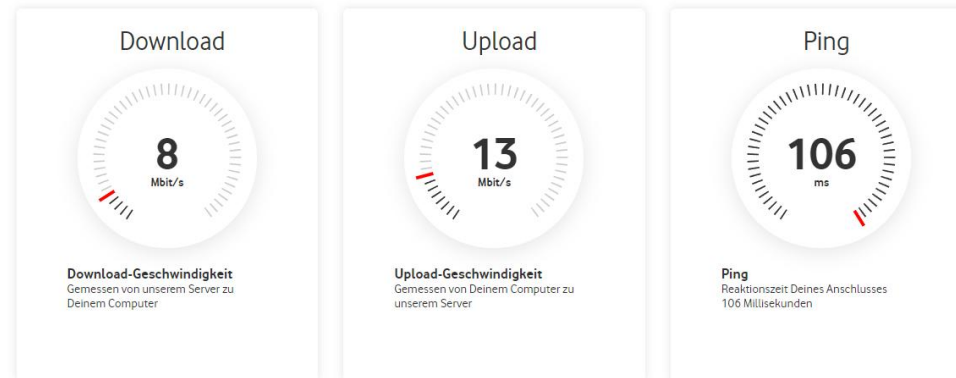 Download
8
Mbit/s
Download-Geschwindigkeit
Gemessen von unserem Server zu
Deinem Computer
Upload
13
Mbit/s
Upload-Geschwindigkeit
Gemessen von Deinem Computer zu
unserem Server
Ping
106
ms
Ping
Reaktionszeit Deines Anschlusses
106 Millisekunden